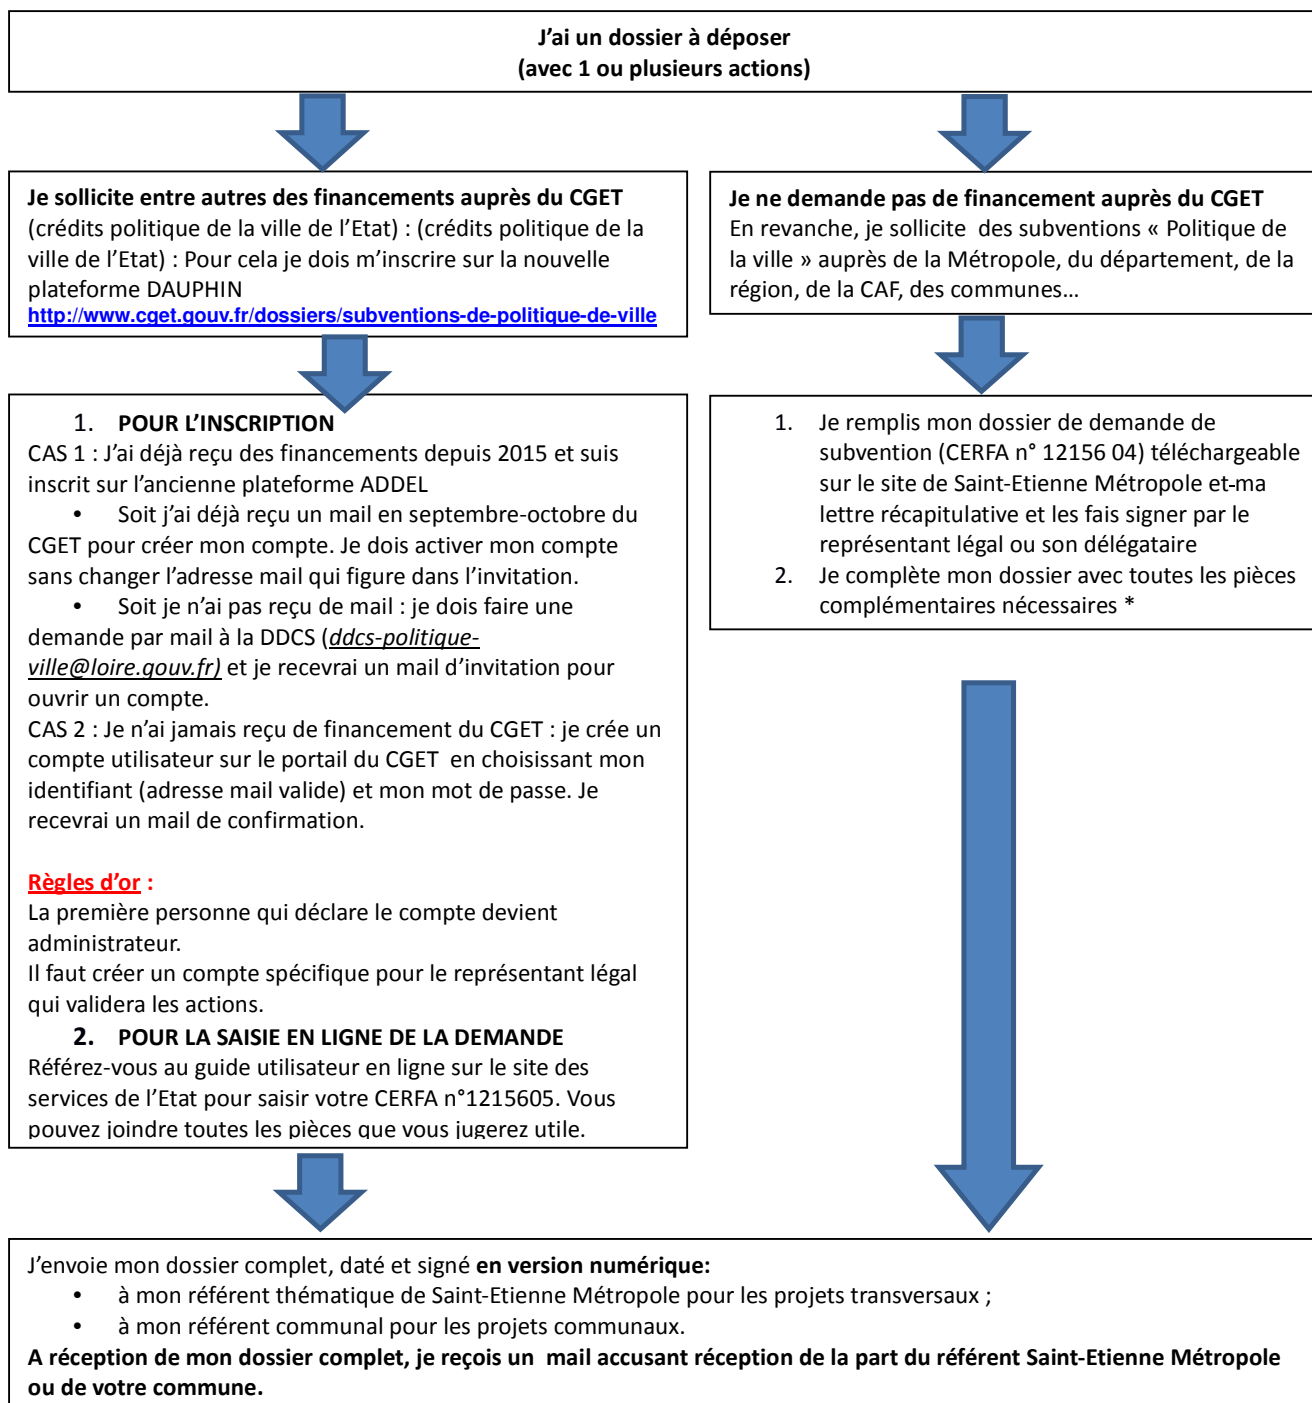 J'ai un dossier à déposer
(avec 1 ou plusieurs actions)
Je sollicite entre autres des financements auprès du CGET
(crédits politique de la ville de l'Etat) : (crédits politique de la
ville de l'Etat) : Pour cela je dois m'inscrire sur la nouvelle
plateforme DAUPHIN
http://www.cget.gouv.fr/dossiers/subventions-de-politique-de-ville
Je ne demande pas de financement auprès du CGET
En revanche, je sollicite des subventions « Politique de
la ville » auprès de la Métropole, du département, de la
région, de la CAF, des communes…
1. POUR L'INSCRIPTION
CAS 1 : J'ai déjà reçu des financements depuis 2015 et suis
inscrit sur l'ancienne plateforme ADDEL
• Soit j'ai déjà reçu un mail en septembre-octobre du
CGET pour créer mon compte. Je dois activer mon compte
sans changer l'adresse mail qui figure dans l'invitation.
• Soit je n'ai pas reçu de mail : je dois faire une
demande par mail à la DDCS (ddcs-politique-
ville@loire.gouv.fr) et je recevrai un mail d'invitation pour
ouvrir un compte.
CAS 2 : Je n'ai jamais reçu de financement du CGET : je crée un
compte utilisateur sur le portail du CGET en choisissant mon
identifiant (adresse mail valide) et mon mot de passe. Je
recevrai un mail de confirmation.
Règles d'or :
La première personne qui déclare le compte devient
administrateur.
Il faut créer un compte spécifique pour le représentant légal
qui validera les actions.
2. POUR LA SAISIE EN LIGNE DE LA DEMANDE
Référez-vous au guide utilisateur en ligne sur le site des
services de l'Etat pour saisir votre CERFA n°1215605. Vous
pouvez joindre toutes les pièces que vous jugerez utile.
1. Je remplis mon dossier de demande de
subvention (CERFA n° 12156 04) téléchargeable
sur le site de Saint-Etienne Métropole et-ma
lettre récapitulative et les fais signer par le
représentant légal ou son délégataire
2. Je complète mon dossier avec toutes les pièces
complémentaires nécessaires *
J'envoie mon dossier complet, daté et signé en version numérique:
• à mon référent thématique de Saint-Etienne Métropole pour les projets transversaux ;
• à mon référent communal pour les projets communaux.
A réception de mon dossier complet, je reçois un mail accusant réception de la part du référent Saint-Etienne Métropole
ou de votre commune.